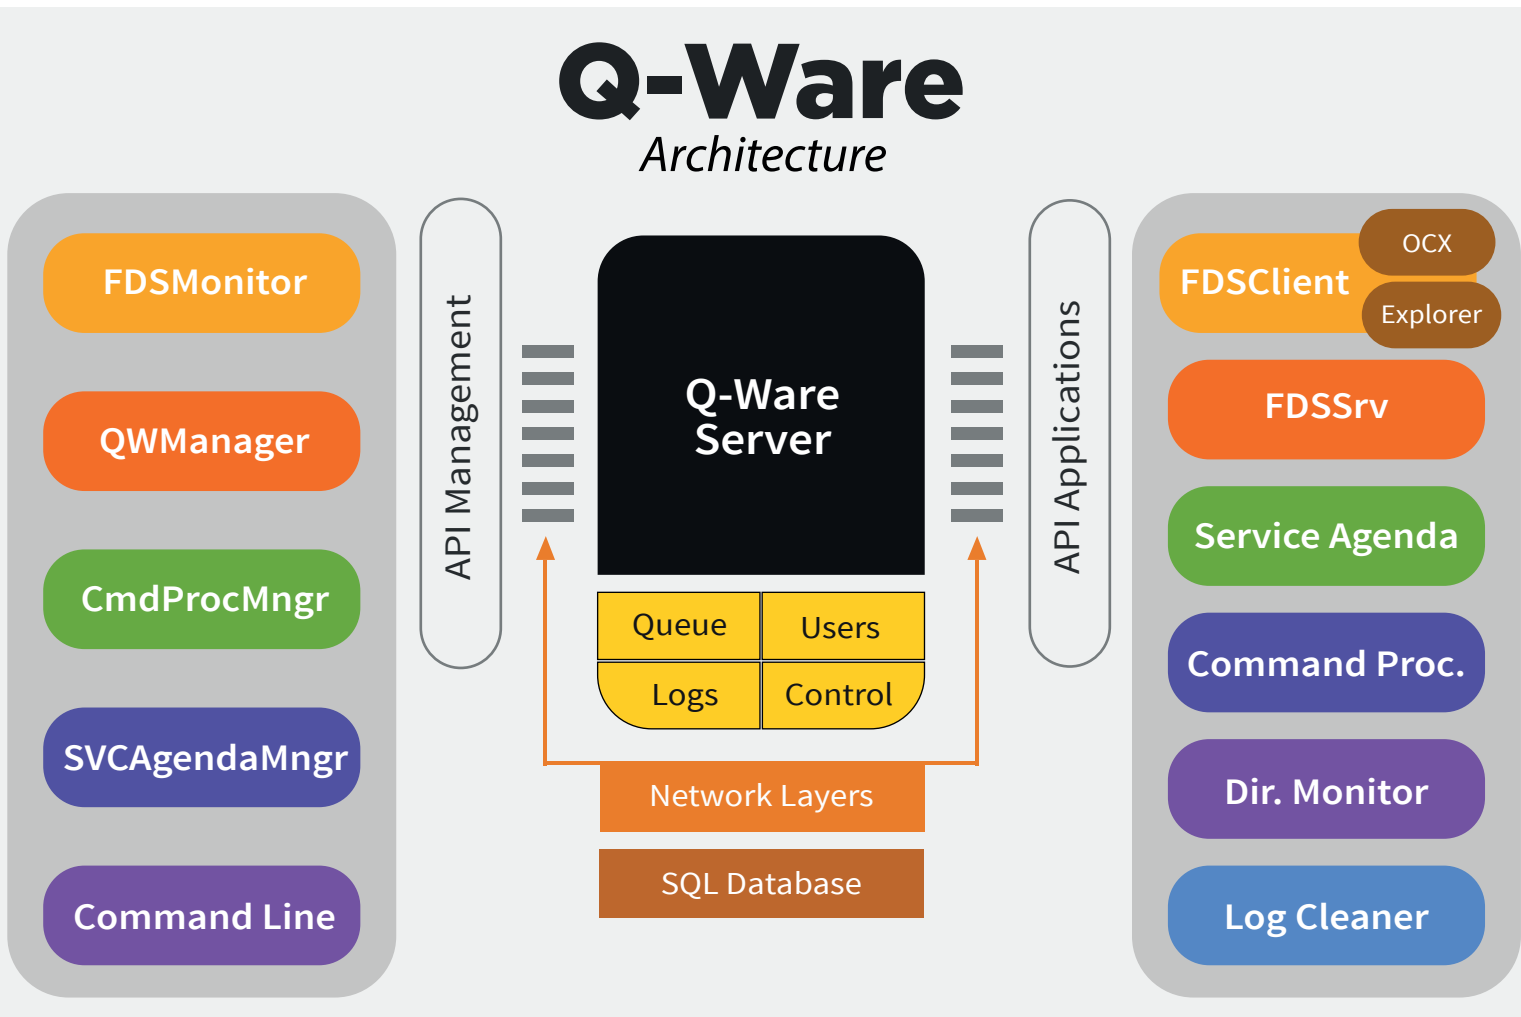 Q-Ware
Architecture
FDSMonitor
QWManager
CmdProcMngr
SVCAgendaMngr
Command Line
API Management
Q-Ware
Server
Queue
Users
Logs
Control
Network Layers
SQL Database
API Applications
FDSClient
OCX
Explorer
FDSSrv
Service Agenda
Command Proc.
Dir. Monitor
Log Cleaner